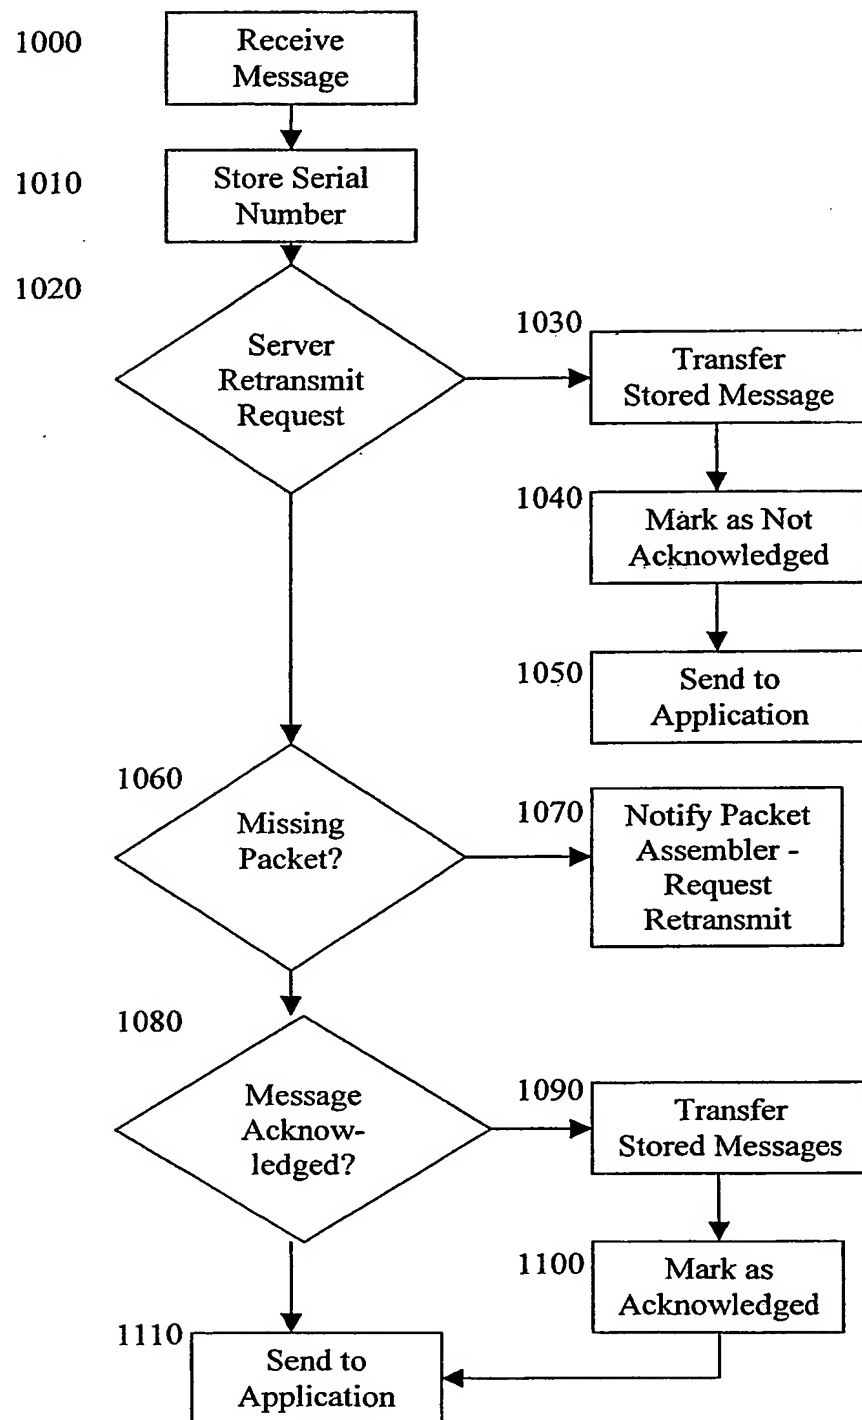 1000
Receive
Message
1010
Store Serial
Number
1020
Server
Retransmit
Request
1030
Transfer
Stored Message
1040
Mark as Not
Acknowledged
1050
Send to
Application
1060
Missing
Packet?
1070
Notify Packet
Assembler -
Request
Retransmit
1080
Message
Acknow-
ledged?
1090
Transfer
Stored Messages
1100
Mark as
Acknowledged
1110
Send to
Application